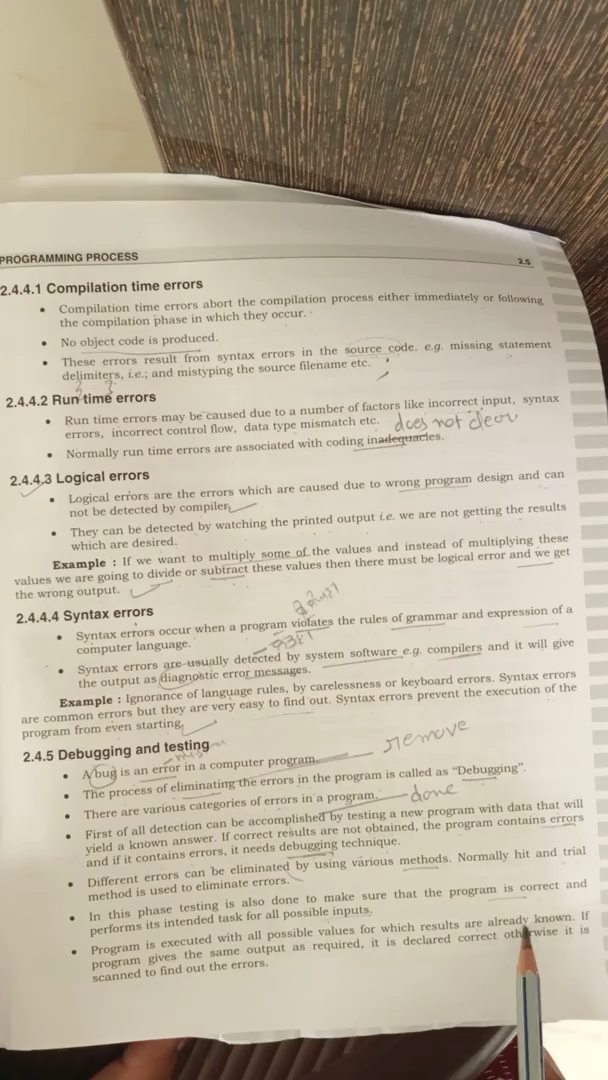 PROGRAMMING PROCESS 2.5
2.4.4.1 Compilation time errors
• Compilation time errors abort the compilation process either immediately or following
the compilation phase in which they occur.
• No object code is produced.
• These errors result from syntax errors in the source code. e.g. missing statement
delimiters, i.e.; and mistyping the source filename etc.
2.4.4.2 Run time errors
• Run time errors may be caused due to a number of factors like incorrect input, syntax
errors, incorrect control flow, data type mismatch etc. does not clear
• Normally run time errors are associated with coding inadequacies.
2.4.4.3 Logical errors
• Logical errors are the errors which are caused due to wrong program design and can
not be detected by compiler.
• They can be detected by watching the printed output i.e. we are not getting the results
which are desired.
Example : If we want to multiply some of the values and instead of multiplying these
values we are going to divide or subtract these values then there must be logical error and we get
the wrong output.
2.4.4.4 Syntax errors
• Syntax errors occur when a program violates the rules of grammar and expression of a
computer language.
• Syntax errors are usually detected by system software e.g. compilers and it will give
the output as diagnostic error messages.
Example : Ignorance of language rules, by carelessness or keyboard errors. Syntax errors
are common errors but they are very easy to find out. Syntax errors prevent the execution of the
program from even starting.
2.4.5 Debugging and testing
remove
• A bug is an error in a computer program.
• The process of eliminating the errors in the program is called as "Debugging".
• There are various categories of errors in a program. done
• First of all detection can be accomplished by testing a new program with data that will
yield a known answer. If correct results are not obtained, the program contains errors
and if it contains errors, it needs debugging technique.
• Different errors can be eliminated by using various methods. Normally hit and trial
method is used to eliminate errors.
• In this phase testing is also done to make sure that the program is correct and
performs its intended task for all possible inputs.
• Program is executed with all possible values for which results are already known. If
program gives the same output as required, it is declared correct otherwise it is
scanned to find out the errors.